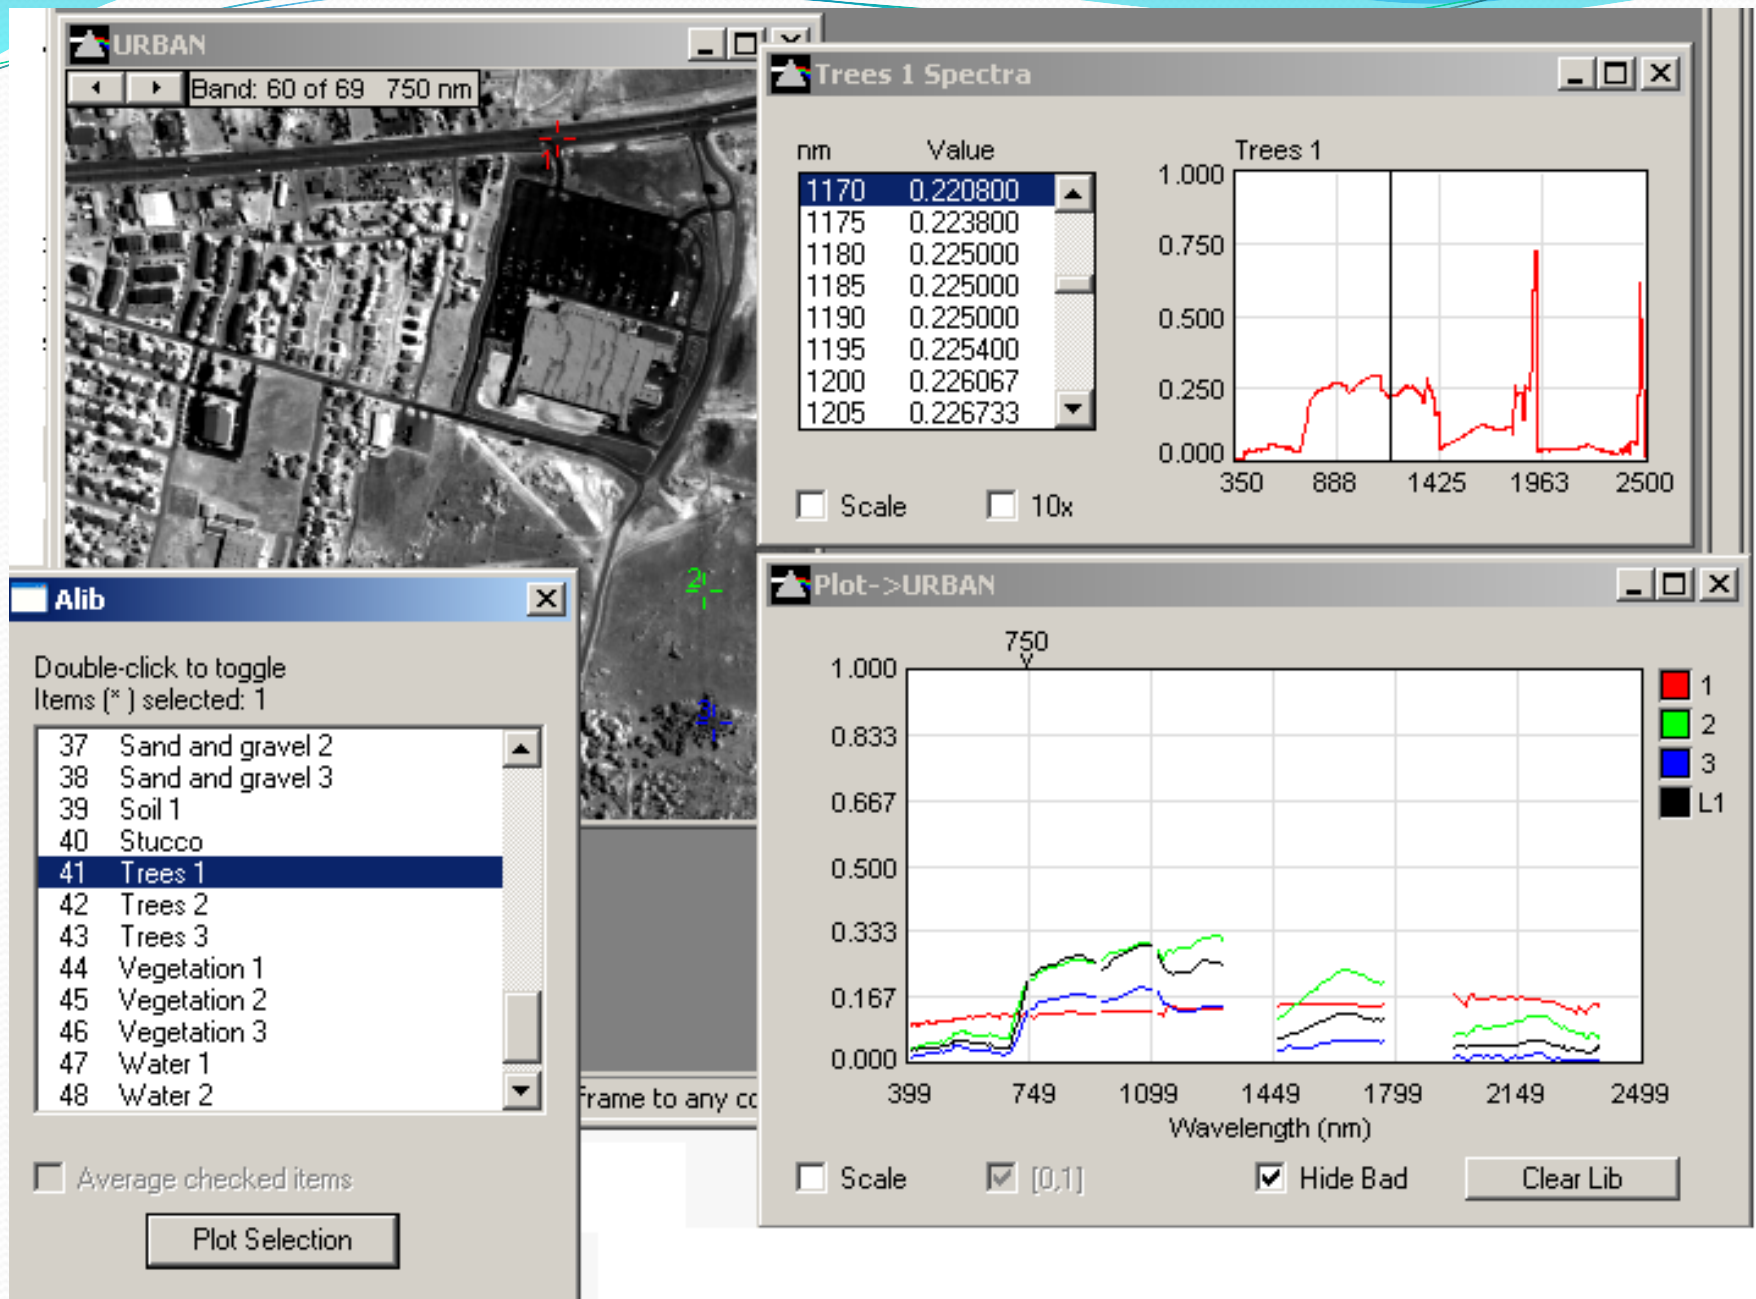 URBAN
Band: 60 of 69 750 nm
1
2
3
Trees 1 Spectra
nm Value
1170 0.220800
1175 0.223800
1180 0.225000
1185 0.225000
1190 0.225000
1195 0.225400
1200 0.226067
1205 0.226733
Scale 10x
Trees 1
1.000
0.750
0.500
0.250
0.000
350 888 1425 1963 2500
Alib
Double-click to toggle
Items (* ) selected: 1
37 Sand and gravel 2
38 Sand and gravel 3
39 Soil 1
40 Stucco
41 Trees 1
42 Trees 2
43 Trees 3
44 Vegetation 1
45 Vegetation 2
46 Vegetation 3
47 Water 1
48 Water 2
Average checked items
Plot Selection
frame to any co
Plot->URBAN
750
1.000
0.833
0.667
0.500
0.333
0.167
0.000
399 749 1099 1449 1799 2149 2499
Wavelength (nm)
1
2
3
L1
Scale [0,1] Hide Bad Clear Lib